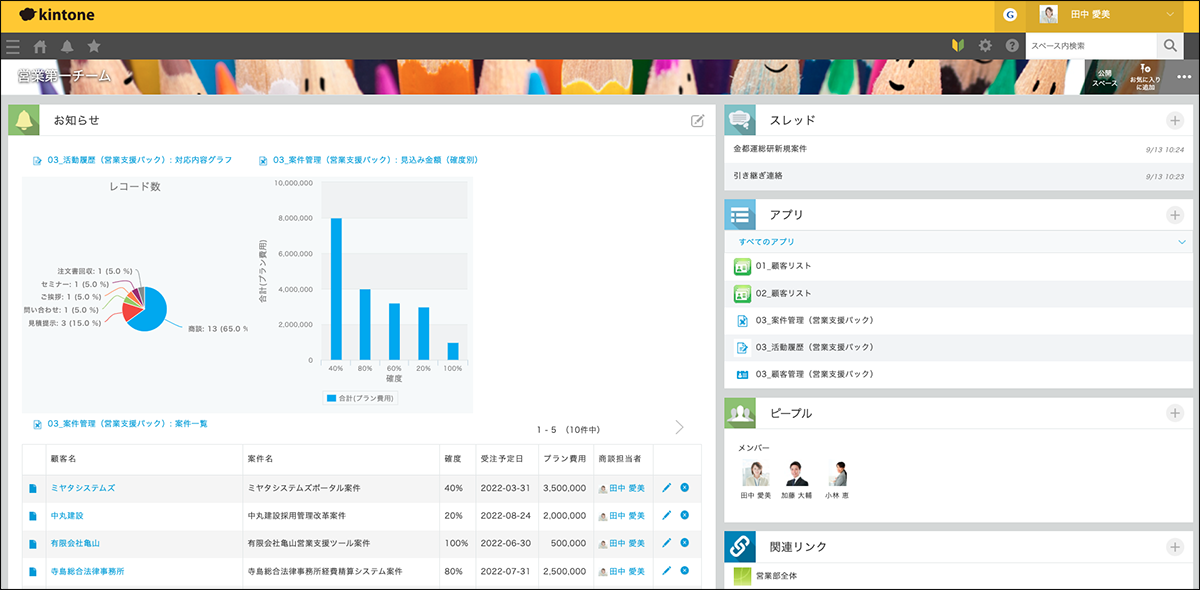 kintone
G
田中 愛美
スペース内検索
営業第一チーム
公開
スペース
お気に入り
に追加
お知らせ
03_活動履歴（営業支援パック）: 対応内容グラフ
03_案件管理（営業支援パック）: 見込み金額（確度別）
レコード数
注文書回収: 1 (5.0 %)
セミナー: 1 (5.0 %)
ご挨拶: 1 (5.0 %)
問い合わせ: 1 (5.0 %)
見積提示: 3 (15.0 %)
商談: 13 (65.0 %
10,000,000
8,000,000
6,000,000
4,000,000
2,000,000
0
合計(プラン費用)
40% 80% 60% 20% 100%
確度
合計(プラン費用)
03_案件管理（営業支援パック）: 案件一覧
1 - 5 （10件中）
顧客名 案件名 確度 受注予定日 プラン費用 商談担当者
ミヤタシステムズ ミヤタシステムズポータル案件 40% 2022-03-31 3,500,000 田中 愛美
中丸建設 中丸建設採用管理改革案件 20% 2022-08-24 2,000,000 田中 愛美
有限会社亀山 有限会社亀山営業支援ツール案件 100% 2022-06-30 500,000 田中 愛美
寺島総合法律事務所 寺島総合法律事務所経費精算システム案件 80% 2022-07-31 2,500,000 田中 愛美
スレッド
金都運総研新規案件 9/13 10:24
引き継ぎ連絡 9/13 10:23
アプリ
すべてのアプリ
01_顧客リスト
02_顧客リスト
03_案件管理（営業支援パック）
03_活動履歴（営業支援パック）
03_顧客管理（営業支援パック）
ピープル
メンバー
田中 愛美 加藤 大輔 小林 恵
関連リンク
営業部全体